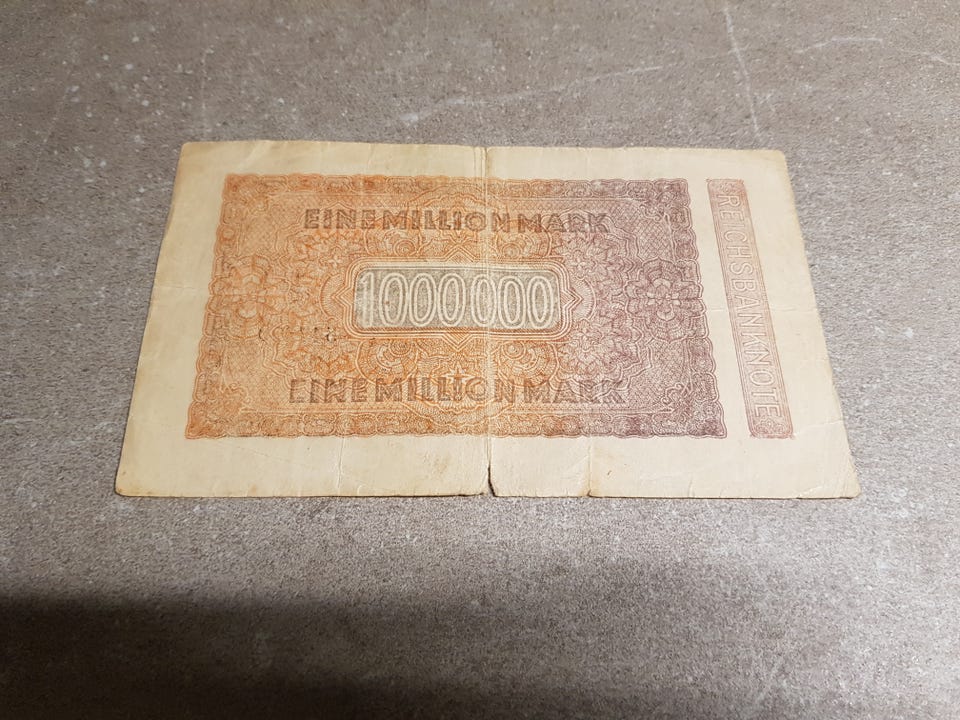 EINE MILLION MARK
1000000
EINE MILLION MARK
REICHSBANKNOTE